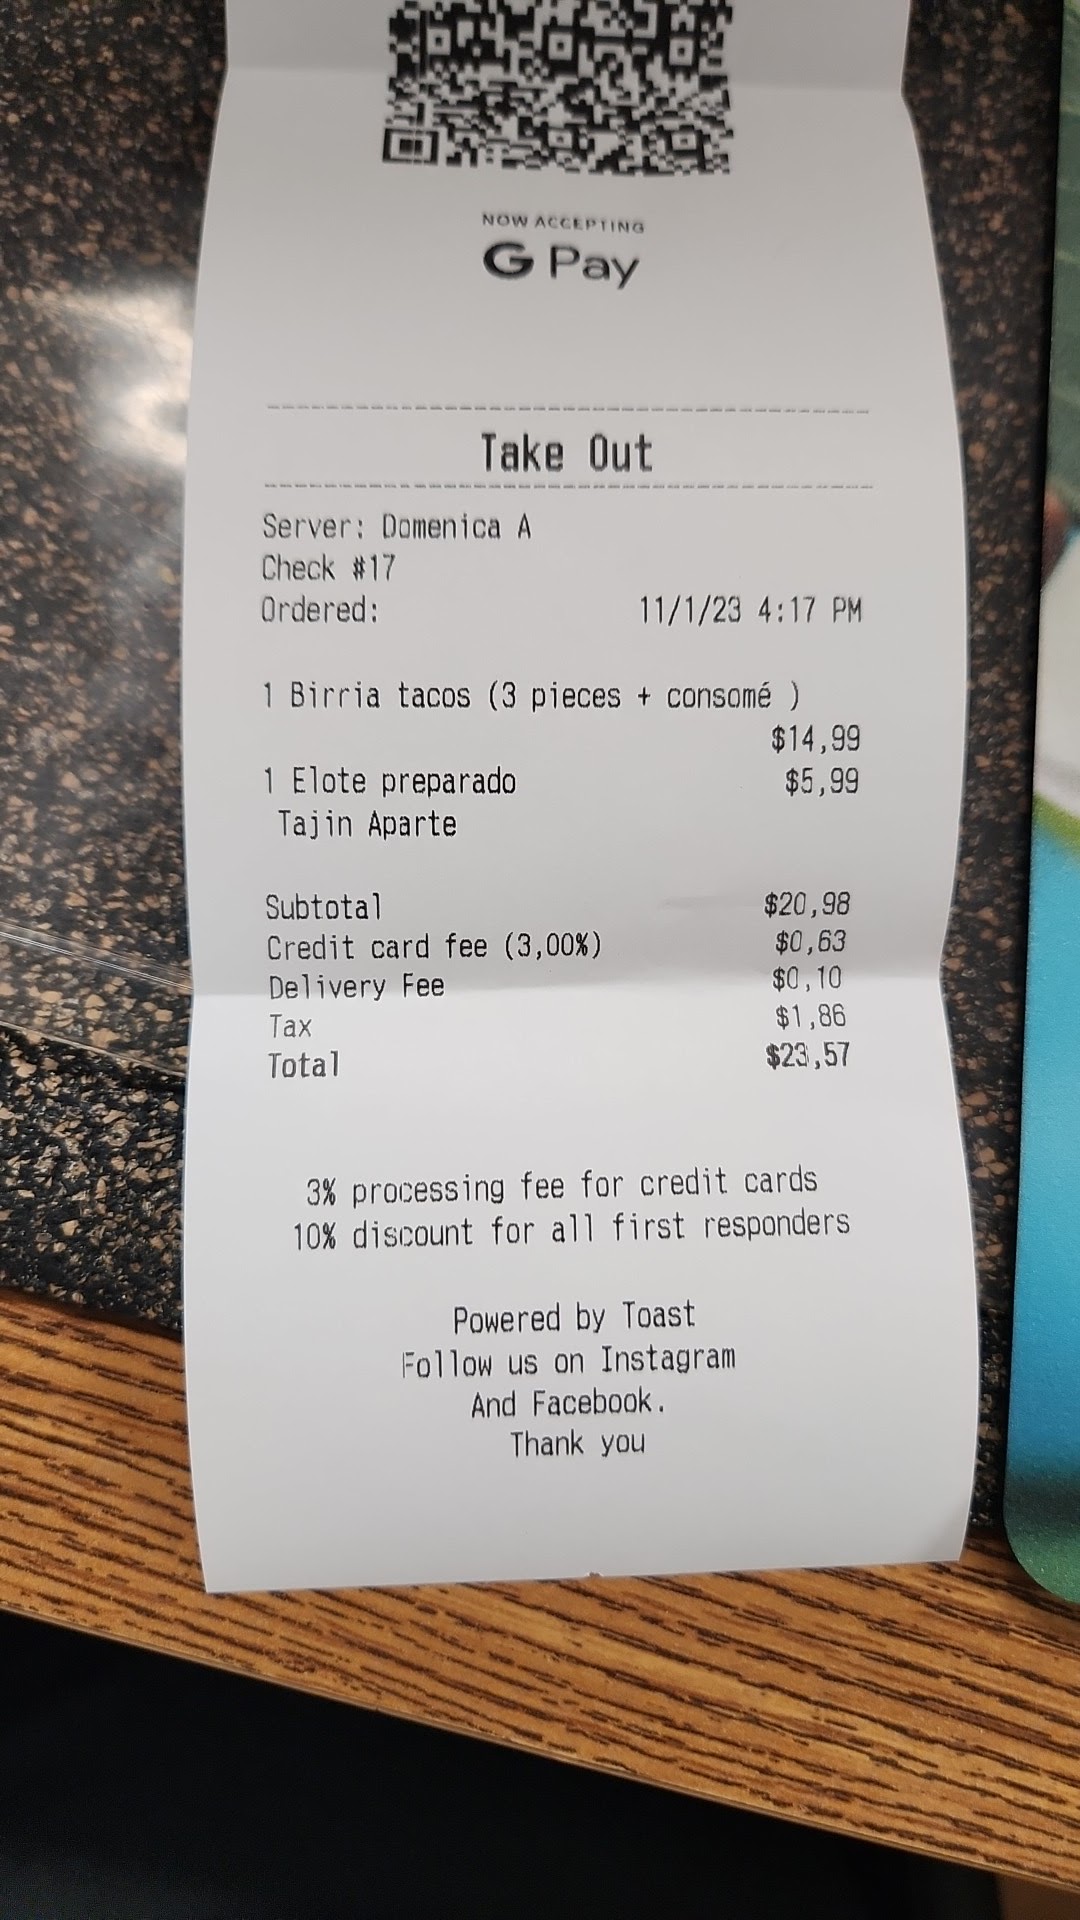 NOW ACCEPTING
G Pay
Take Out
Server: Domenica A
Check #17
Ordered: 11/1/23 4:17 PM
1 Birria tacos (3 pieces + consomé )
$14,99
1 Elote preparado $5,99
Tajin Aparte
Subtotal $20,98
Credit card fee (3,00%) $0,63
Delivery Fee $0,10
Tax $1,86
Total $23,57
3% processing fee for credit cards
10% discount for all first responders
Powered by Toast
Follow us on Instagram
And Facebook.
Thank you